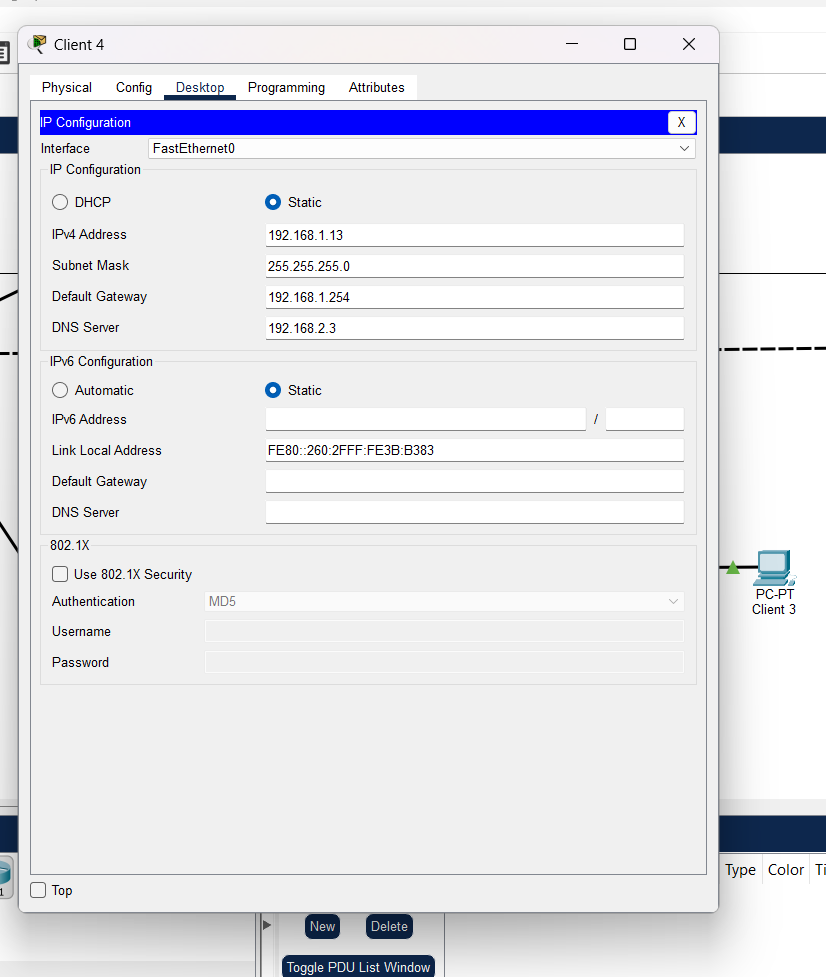 Client 4
Physical Config Desktop Programming Attributes
IP Configuration X
Interface FastEthernet0
IP Configuration
DHCP Static
IPv4 Address 192.168.1.13
Subnet Mask 255.255.255.0
Default Gateway 192.168.1.254
DNS Server 192.168.2.3
IPv6 Configuration
Automatic Static
IPv6 Address /
Link Local Address FE80::260:2FFF:FE3B:B383
Default Gateway
DNS Server
802.1X
Use 802.1X Security
Authentication MD5
Username
Password
PC-PT
Client 3
Top
Type Color
New Delete
Toggle PDU List Window